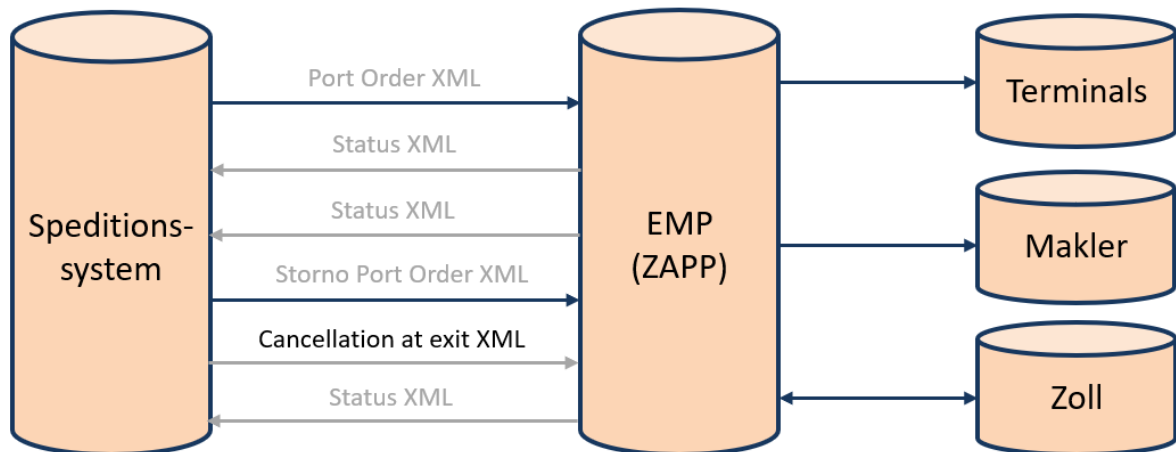 Port Order XML
Status XML
Status XML
Storno Port Order XML
Cancellation at exit XML
Status XML
Speditions-
system
EMP
(ZAPP)
Terminals
Makler
Zoll